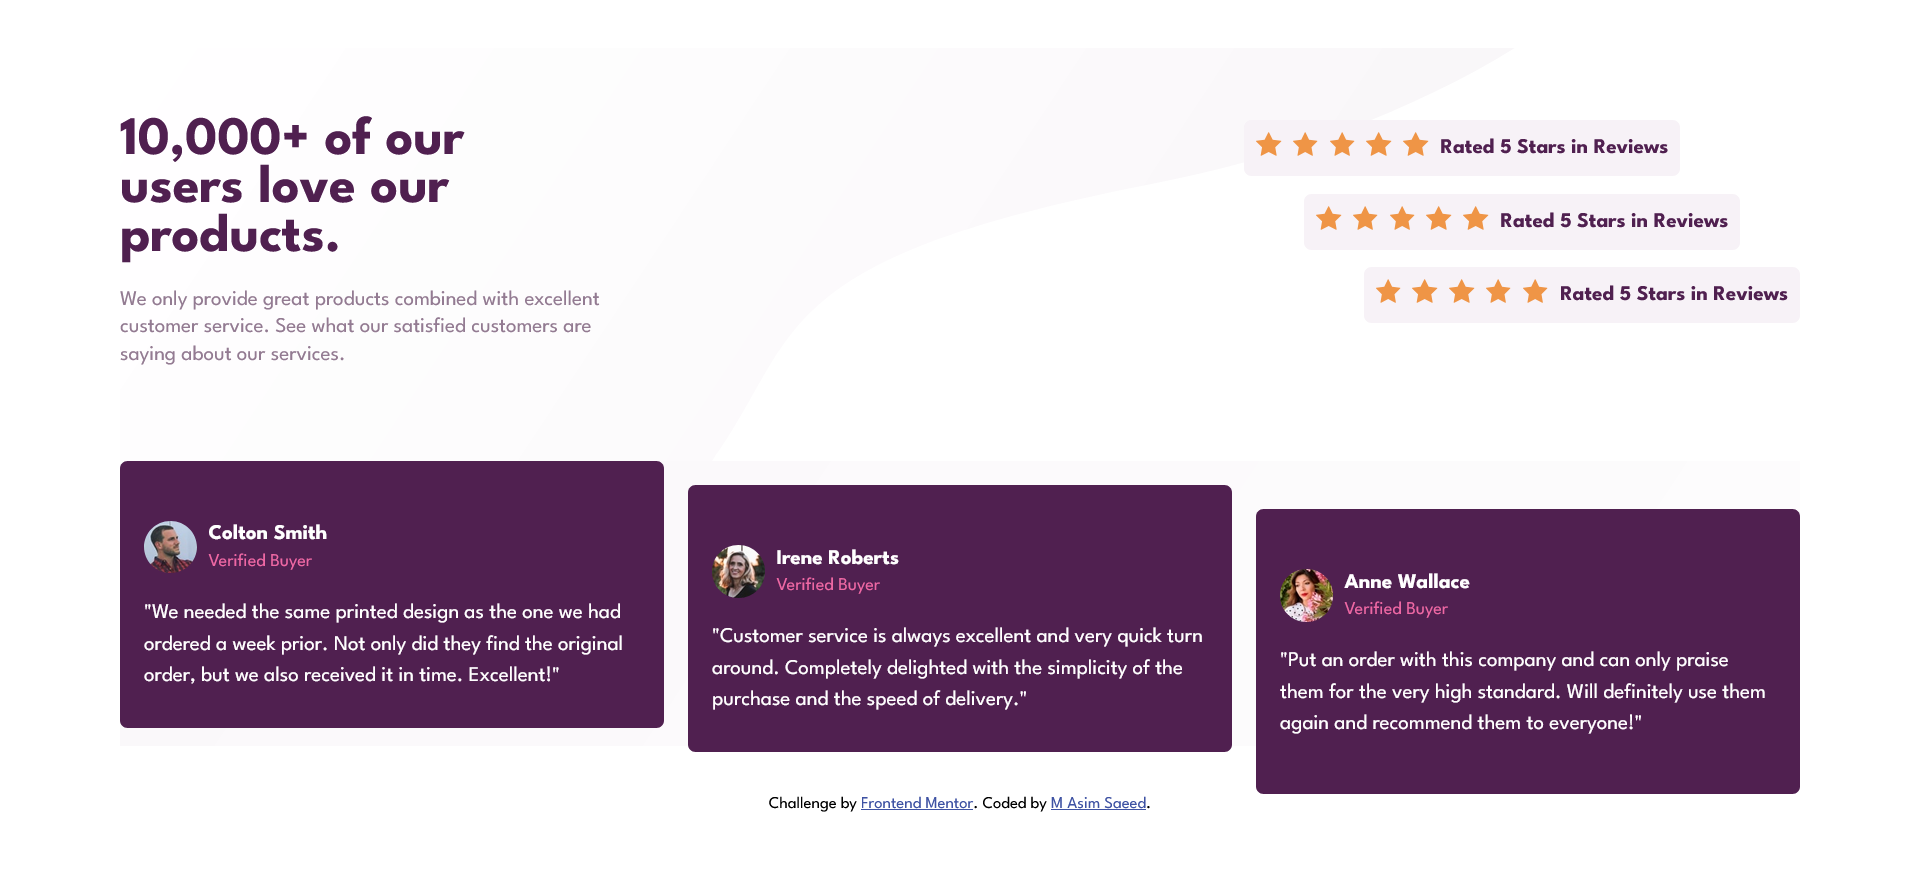 10,000+ of our
users love our
products.
We only provide great products combined with excellent
customer service. See what our satisfied customers are
saying about our services.
Rated 5 Stars in Reviews
Rated 5 Stars in Reviews
Rated 5 Stars in Reviews
Colton Smith
Verified Buyer
"We needed the same printed design as the one we had
ordered a week prior. Not only did they find the original
order, but we also received it in time. Excellent!"
Irene Roberts
Verified Buyer
"Customer service is always excellent and very quick turn
around. Completely delighted with the simplicity of the
purchase and the speed of delivery."
Anne Wallace
Verified Buyer
"Put an order with this company and can only praise
them for the very high standard. Will definitely use them
again and recommend them to everyone!"
Challenge by Frontend Mentor. Coded by M Asim Saeed.